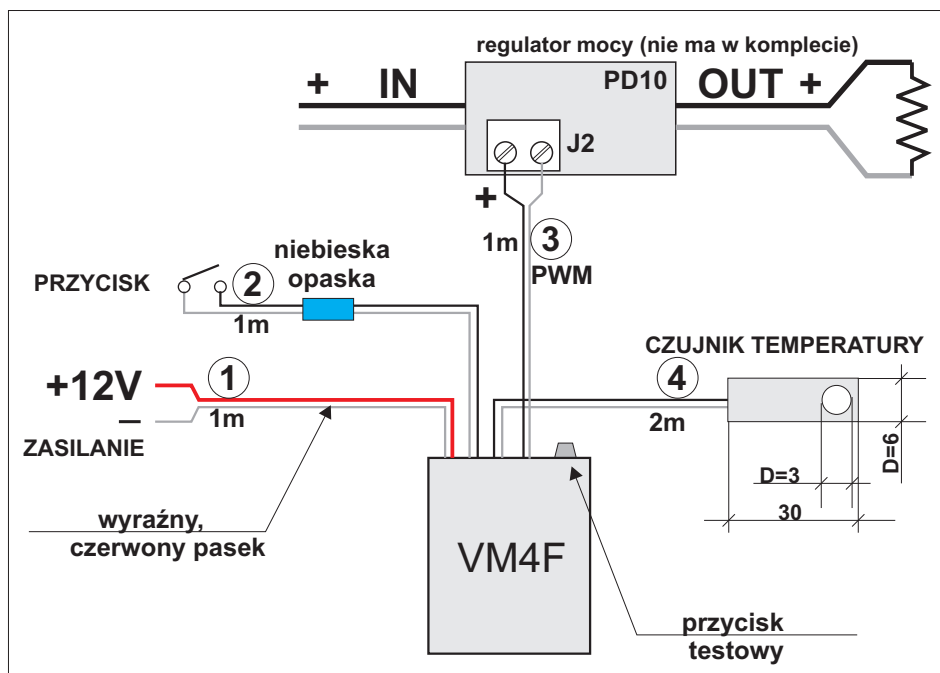 regulator mocy (nie ma w komplecie)
+ IN
PD10
OUT +
J2
+
1m
3
PWM
niebieska
opaska
PRZYCISK
2
1m
CZUJNIK TEMPERATURY
+12V
1
1m
–
ZASILANIE
4
2m
D=3
30
D=6
wyraźny,
czerwony pasek
VM4F
przycisk
testowy